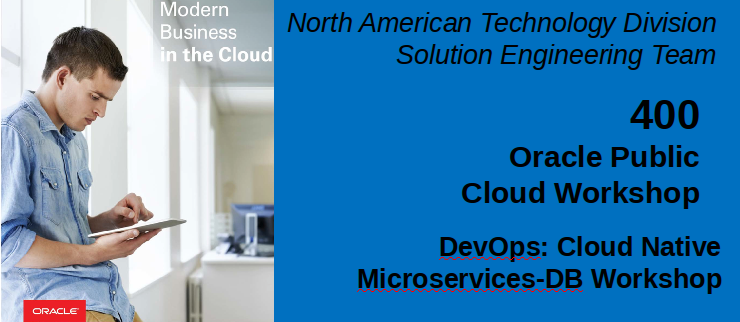 Modern
Business
in the Cloud
North American Technology Division
Solution Engineering Team
400
Oracle Public
Cloud Workshop
DevOps: Cloud Native
Microservices-DB Workshop
ORACLE